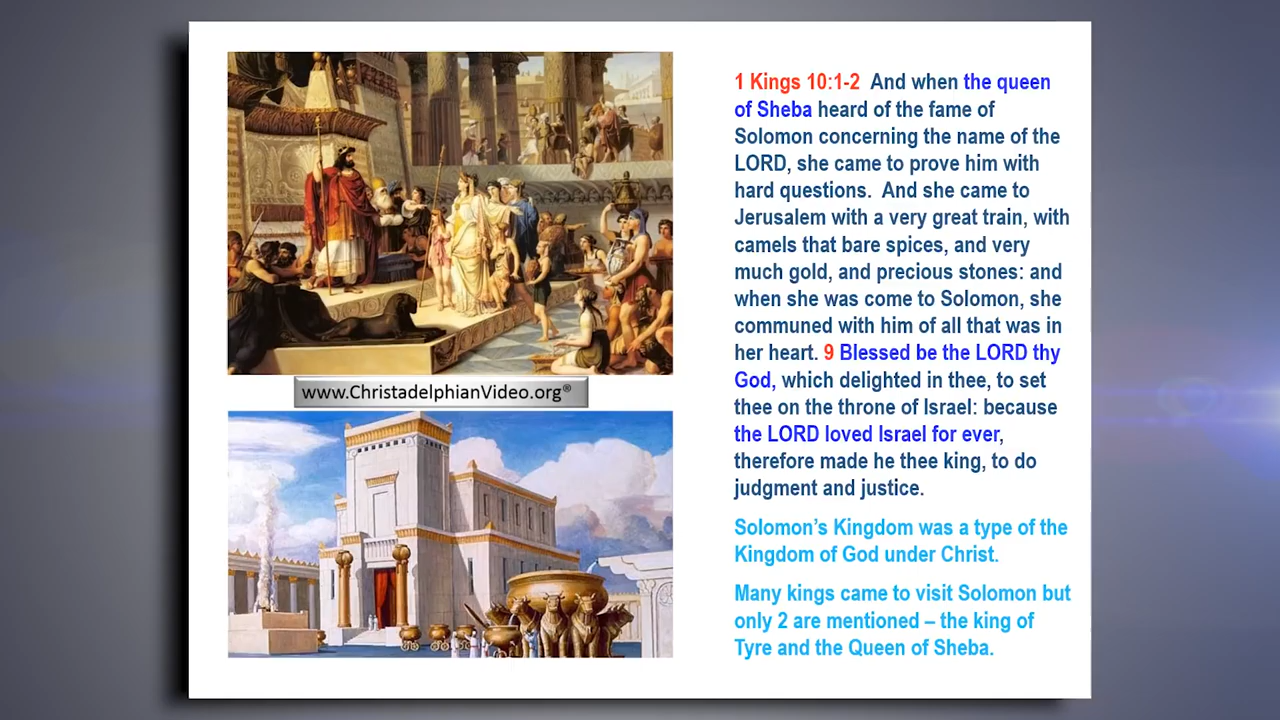 1 Kings 10:1-2  And when the queen
of Sheba heard of the fame of
Solomon concerning the name of the
LORD, she came to prove him with
hard questions.  And she came to
Jerusalem with a very great train, with
camels that bare spices, and very
much gold, and precious stones: and
when she was come to Solomon, she
communed with him of all that was in
her heart. 9 Blessed be the LORD thy
God, which delighted in thee, to set
thee on the throne of Israel: because
the LORD loved Israel for ever,
therefore made he thee king, to do
judgment and justice.
Solomon’s Kingdom was a type of the
Kingdom of God under Christ.
Many kings came to visit Solomon but
only 2 are mentioned – the king of
Tyre and the Queen of Sheba.
www.ChristadelphianVideo.org®